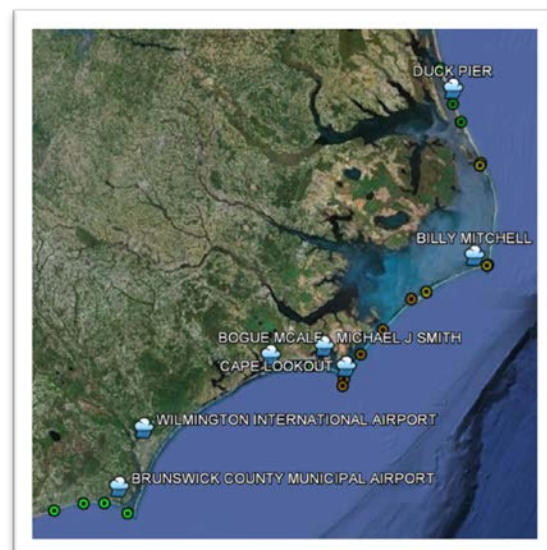 DUCK PIER
BILLY MITCHELL
BOGUE MCALF MICHAEL J SMITH
CAPE LOOKOUT
WILMINGTON INTERNATIONAL AIRPORT
BRUNSWICK COUNTY MUNICIPAL AIRPORT